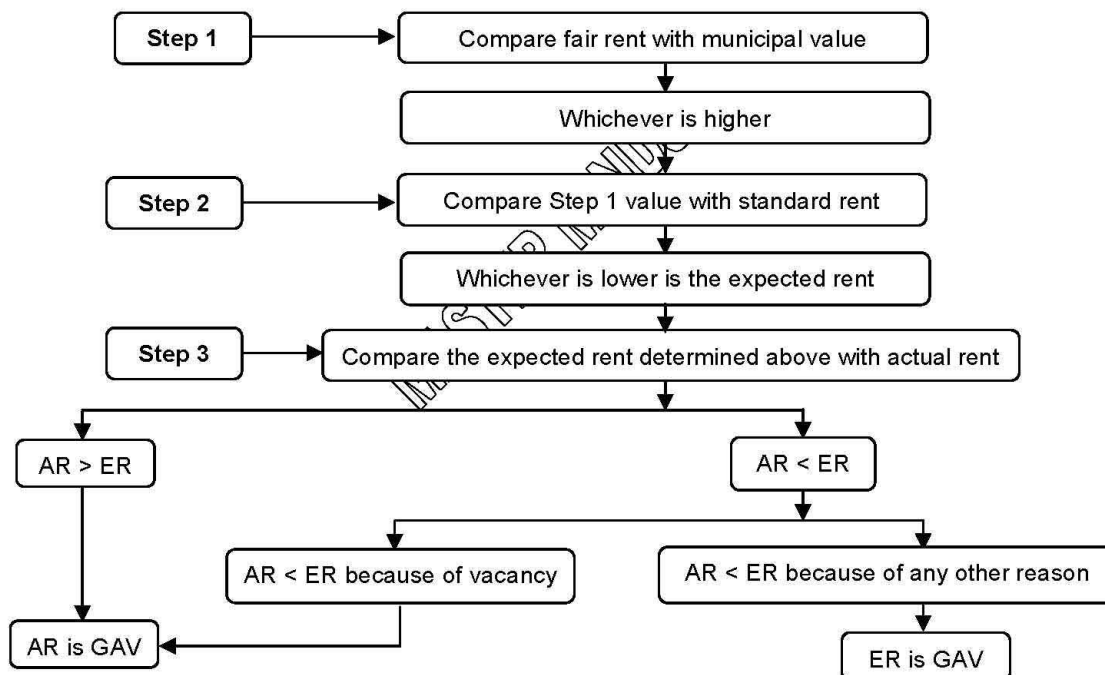 Step 1
Compare fair rent with municipal value
Whichever is higher
Step 2
Compare Step 1 value with standard rent
Whichever is lower is the expected rent
Step 3
Compare the expected rent determined above with actual rent
AR > ER
AR < ER
AR < ER because of vacancy
AR < ER because of any other reason
AR is GAV
ER is GAV